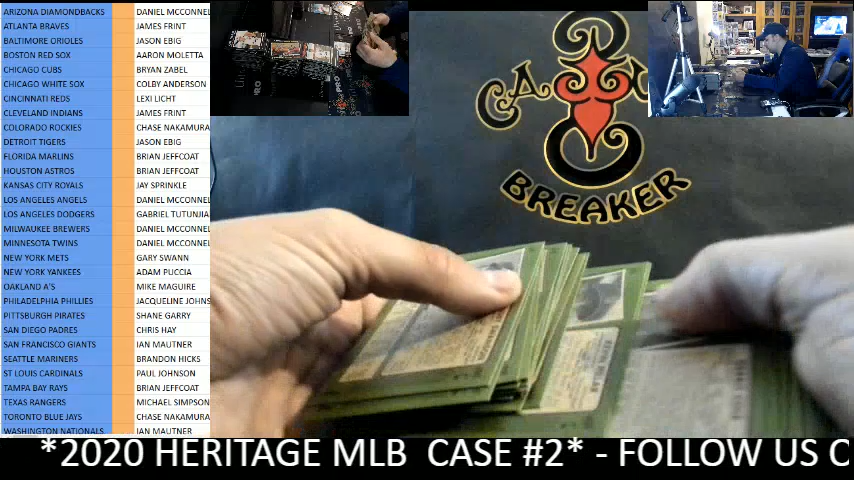 ARIZONA DIAMONDBACKS DANIEL MCCONNEL
ATLANTA BRAVES JAMES FRINT
BALTIMORE ORIOLES JASON EBIG
BOSTON RED SOX AARON MOLETTA
CHICAGO CUBS BRYAN ZABEL
CHICAGO WHITE SOX COLBY ANDERSON
CINCINNATI REDS LEXI LICHT
CLEVELAND INDIANS JAMES FRINT
COLORADO ROCKIES CHASE NAKAMURA
DETROIT TIGERS JASON EBIG
FLORIDA MARLINS BRIAN JEFFCOAT
HOUSTON ASTROS BRIAN JEFFCOAT
KANSAS CITY ROYALS JAY SPRINKLE
LOS ANGELES ANGELS DANIEL MCCONNEL
LOS ANGELES DODGERS GABRIEL TUTUNJIA
MILWAUKEE BREWERS DANIEL MCCONNEL
MINNESOTA TWINS DANIEL MCCONNEL
NEW YORK METS GARY SWANN
NEW YORK YANKEES ADAM PUCCIA
OAKLAND A'S MIKE MAGUIRE
PHILADELPHIA PHILLIES JACQUELINE JOHNS
PITTSBURGH PIRATES SHANE GARRY
SAN DIEGO PADRES CHRIS HAY
SAN FRANCISCO GIANTS IAN MAUTNER
SEATTLE MARINERS BRANDON HICKS
ST LOUIS CARDINALS PAUL JOHNSON
TAMPA BAY RAYS BRIAN JEFFCOAT
TEXAS RANGERS MICHAEL SIMPSON
TORONTO BLUE JAYS CHASE NAKAMURA
WASHINGTON NATIONALS IAN MAUTNER
BREAKER
*2020 HERITAGE MLB CASE #2* - FOLLOW US